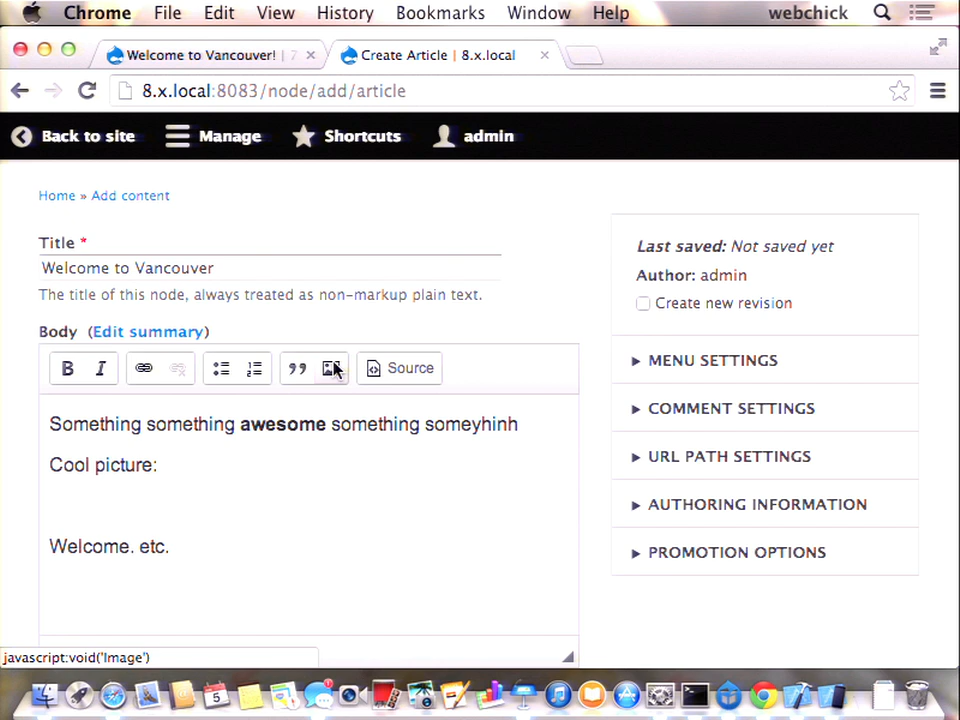 Chrome File Edit View History Bookmarks Window Help webchick
Welcome to Vancouver! | 7
Create Article | 8.x.local
8.x.local:8083/node/add/article
Back to site Manage Shortcuts admin
Home » Add content
Title *
Welcome to Vancouver
The title of this node, always treated as non-markup plain text.
Body (Edit summary)
B I Source
Something something awesome something someyhinh
Cool picture:
Welcome. etc.
Last saved: Not saved yet
Author: admin
Create new revision
MENU SETTINGS
COMMENT SETTINGS
URL PATH SETTINGS
AUTHORING INFORMATION
PROMOTION OPTIONS
javascript:void('Image')
5